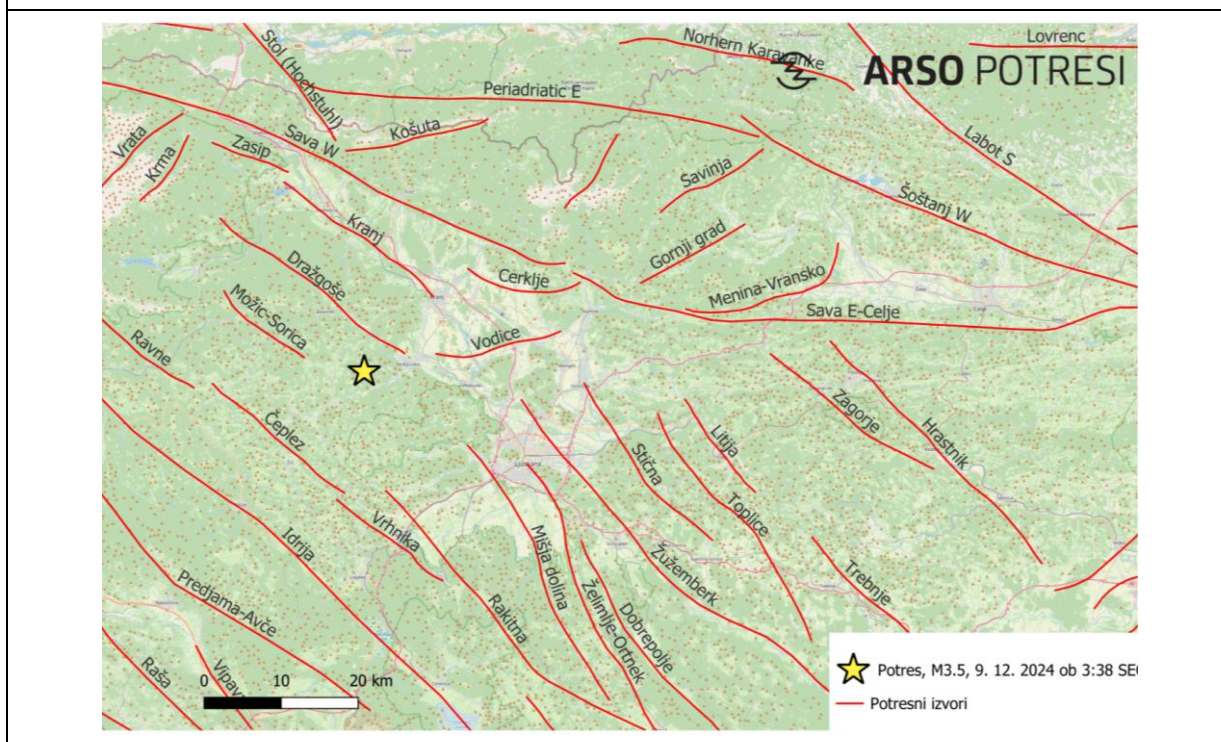 Norhern Karavanke
Lovrenc
ARSO POTRESI
Stol (Hochstuhl)
Periadriatic E
Košuta
Sava W
Zasip
Vrata
Krma
Labot S
Savinja
Šoštanj W
Kranj
Gornji grad
Dražgoše
Cerklje
Menina-Vransko
Sava E-Celje
Možic-Sorica
Vodice
Ravne
Čeplez
Zagorje
Hrastnik
Litija
Stična
Ljubljana
Toplice
Vrhnika
Idrija
Mišja dolina
Žužemberk
Trebnje
Predjama-Avče
Rakitna
Želimlje-Ortnek
Dobrepolje
Raša
Vipava
0 10 20 km
Potres, M3.5, 9. 12. 2024 ob 3:38 SE
Potresni izvori